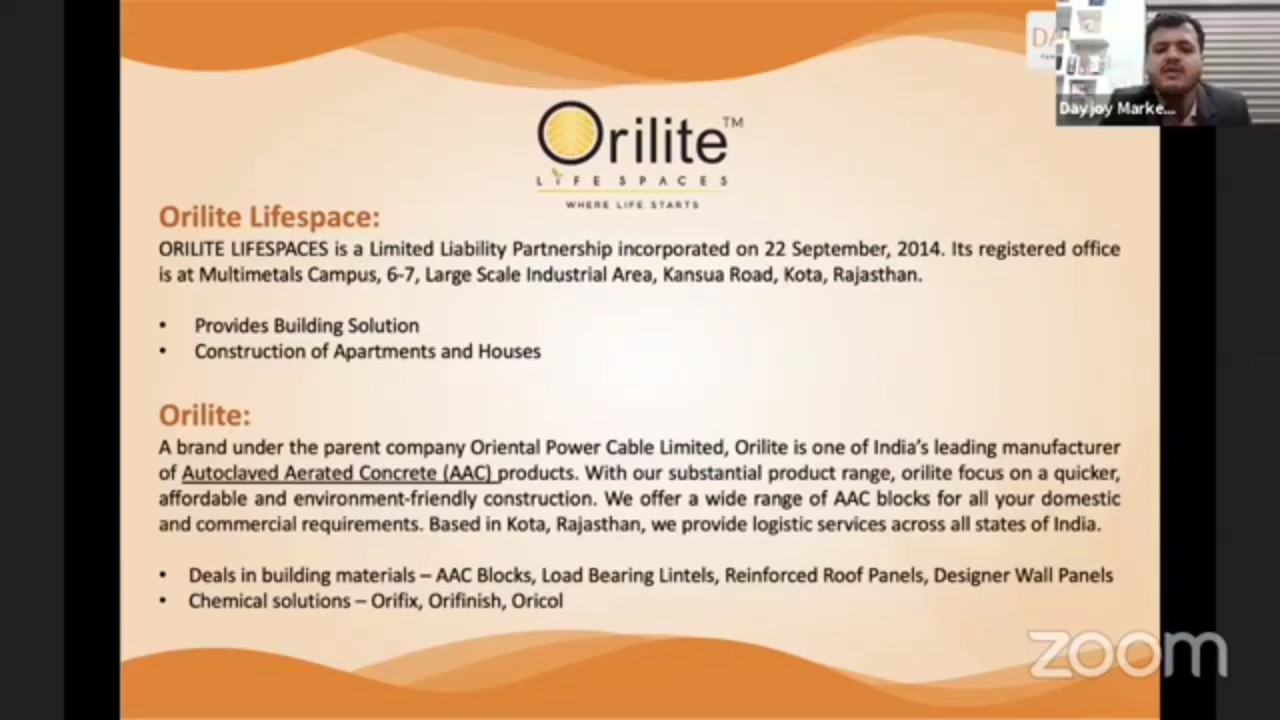 DA
Dayjoy Marke...
Orilite™
LIFE SPACES
WHERE LIFE STARTS
Orilite Lifespace:
ORILITE LIFESPACES is a Limited Liability Partnership incorporated on 22 September, 2014. Its registered office
is at Multimetals Campus, 6-7, Large Scale Industrial Area, Kansua Road, Kota, Rajasthan.
• Provides Building Solution
• Construction of Apartments and Houses
Orilite:
A brand under the parent company Oriental Power Cable Limited, Orilite is one of India's leading manufacturer
of Autoclaved Aerated Concrete (AAC) products. With our substantial product range, orilite focus on a quicker,
affordable and environment-friendly construction. We offer a wide range of AAC blocks for all your domestic
and commercial requirements. Based in Kota, Rajasthan, we provide logistic services across all states of India.
• Deals in building materials – AAC Blocks, Load Bearing Lintels, Reinforced Roof Panels, Designer Wall Panels
• Chemical solutions – Orifix, Orifinish, Oricol
zoom